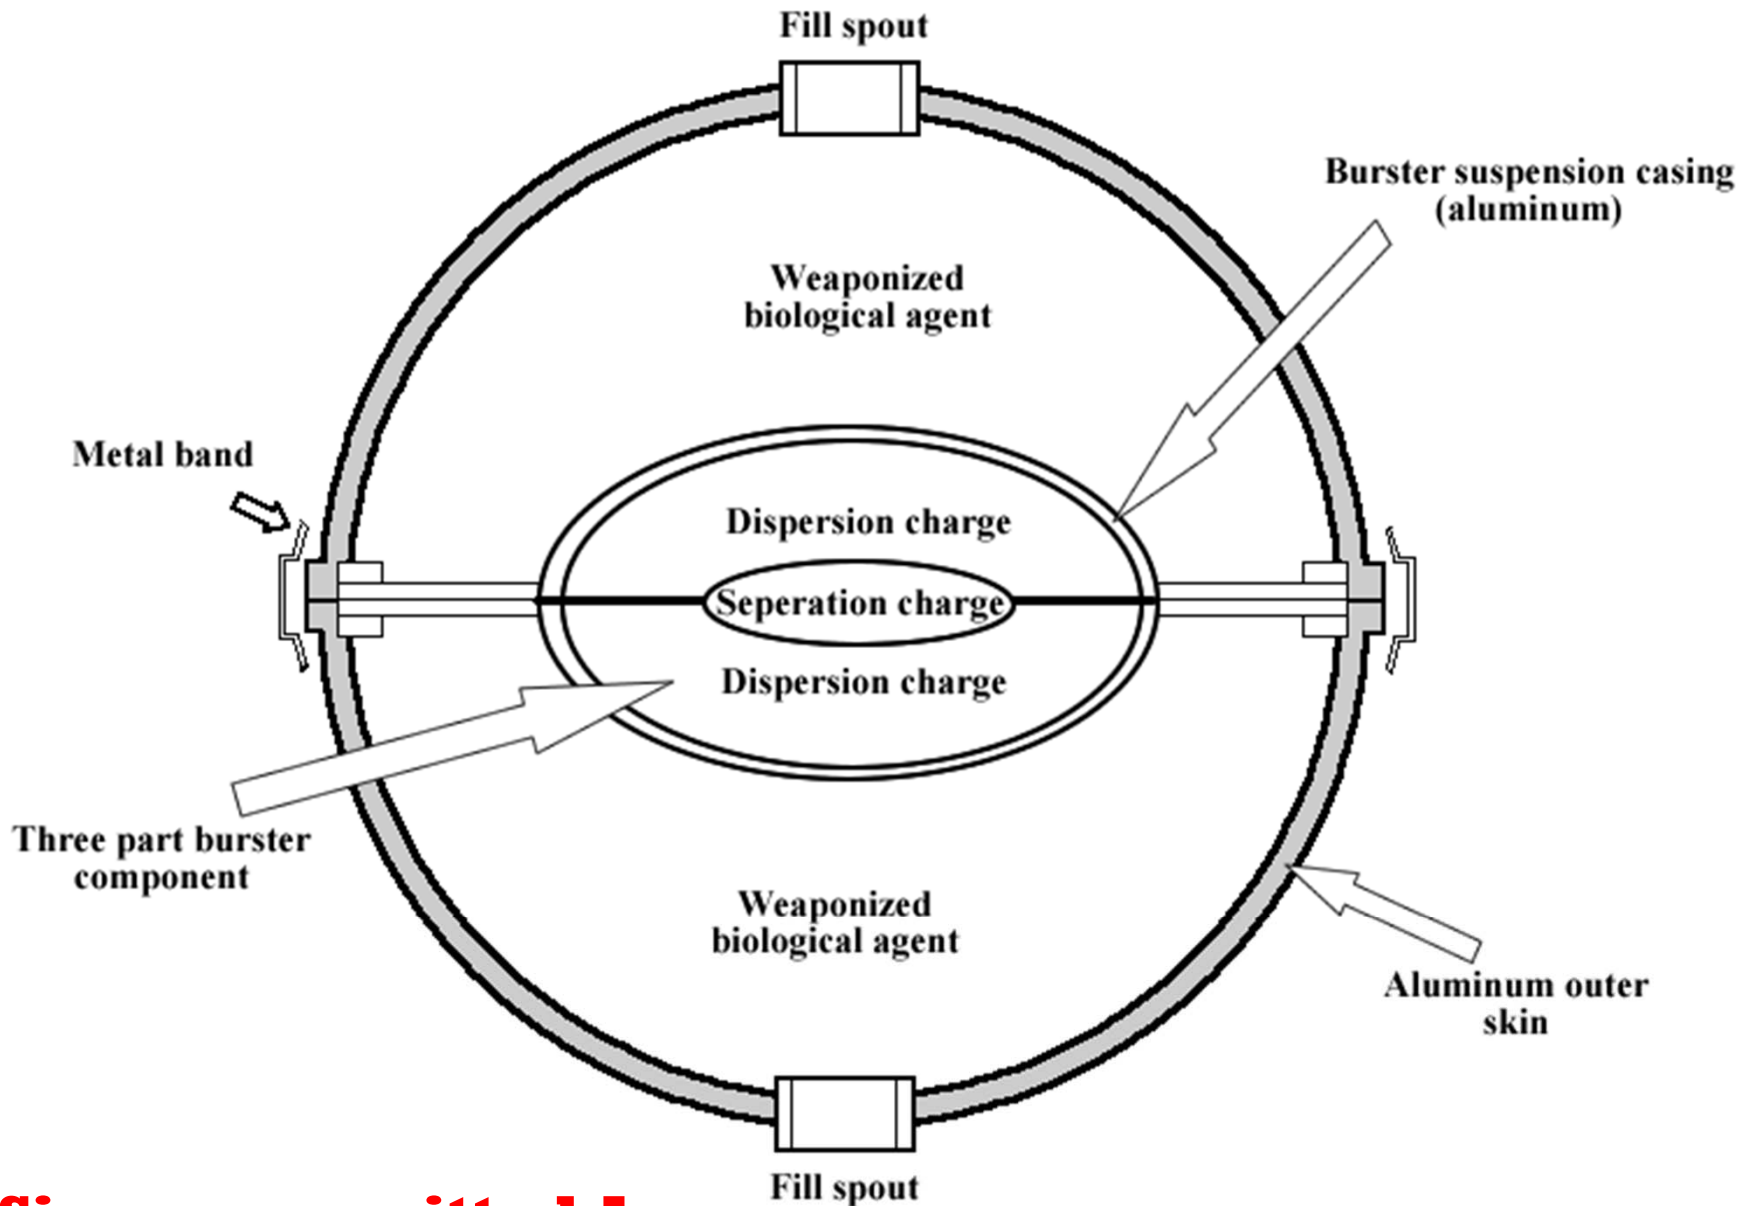 Fill spout
Burster suspension casing
(aluminum)
Weaponized
biological agent
Metal band
Dispersion charge
Seperation charge
Dispersion charge
Three part burster
component
Weaponized
biological agent
Aluminum outer
skin
Fill spout